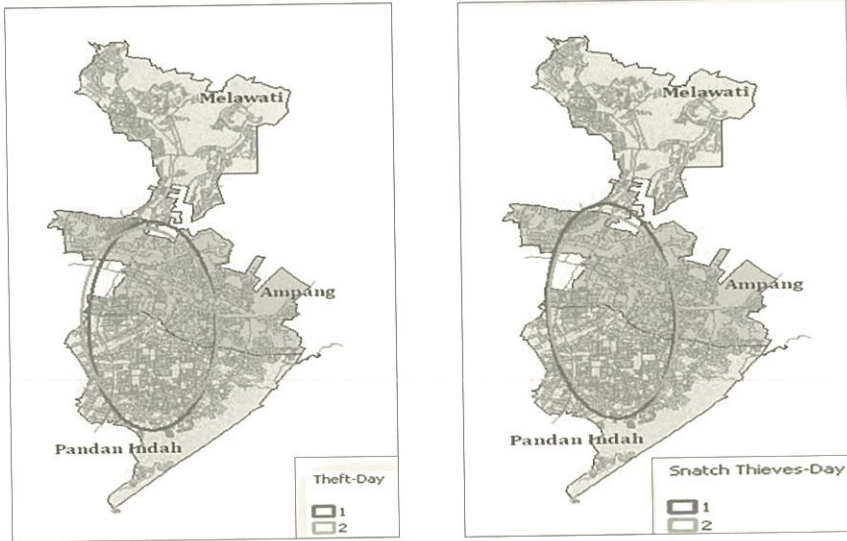 Melawati
Ampang
Pandan Indah
Theft-Day
1
2
Melawati
Ampang
Pandan Indah
Snatch Thieves-Day
1
2